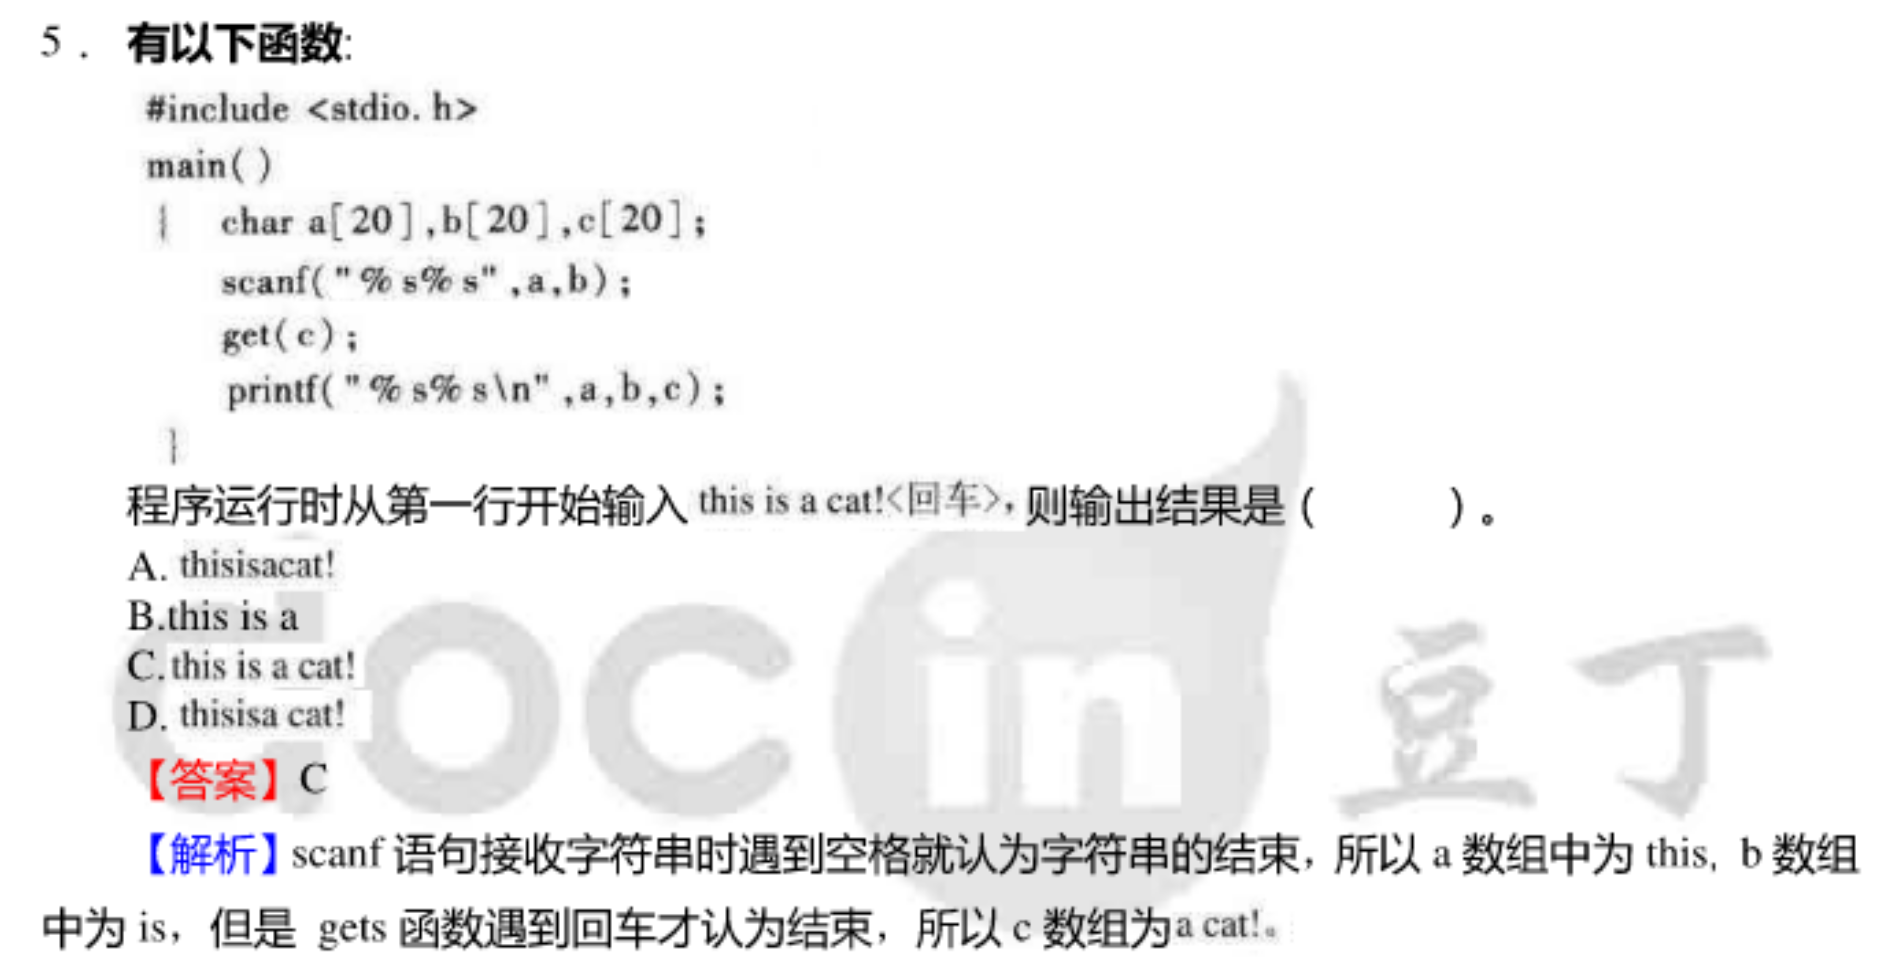 5． 有以下函数:
#include <stdio. h>
main( )
{ char a[20],b[20],c[20];
scanf("% s% s",a,b);
get(c);
printf("% s% s\n",a,b,c);
}
程序运行时从第一行开始输入 this is a cat!<回车>, 则输出结果是（ ）。
A. thisisacat!
B.this is a
C.this is a cat!
D. thisisa cat!
【答案】C
【解析】scanf 语句接收字符串时遇到空格就认为字符串的结束，所以 a 数组中为 this, b 数组
中为 is，但是 gets 函数遇到回车才认为结束，所以 c 数组为 a cat!。
docin 豆丁